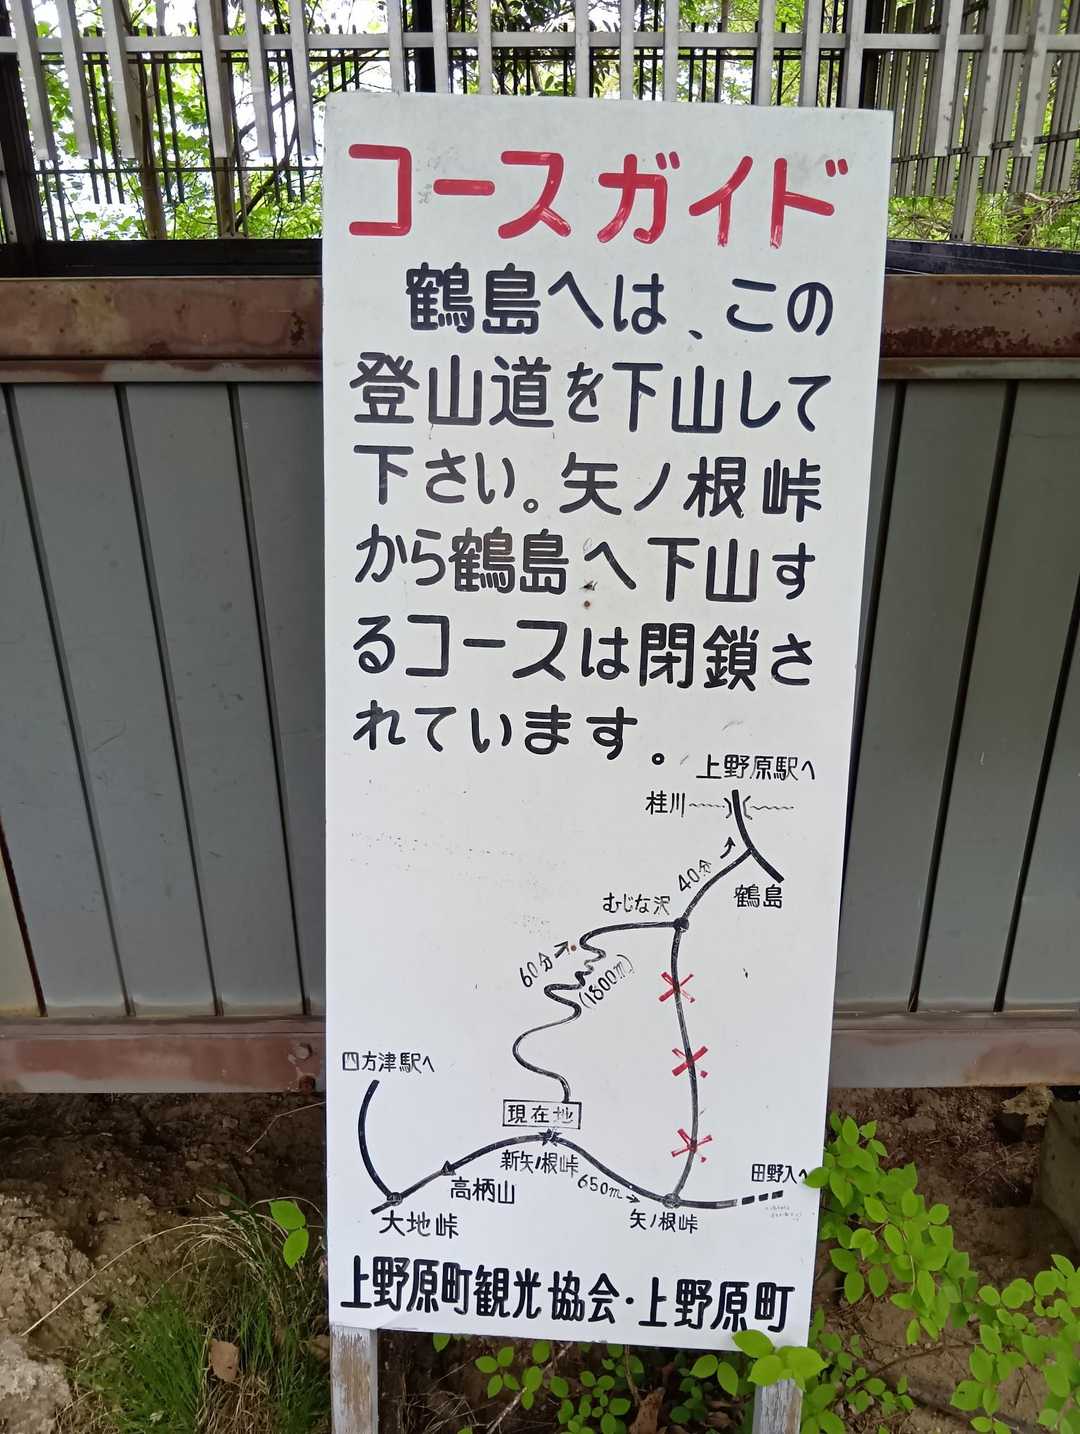 コースガイド
鶴島へは、この
登山道を下山して
下さい。矢ノ根峠
から鶴島へ下山す
るコースは閉鎖さ
れています。
上野原駅へ
桂川
40分
鶴島
むじな沢
60分
(1800m)
四方津駅へ
現在地
新矢ノ根峠
650m
田野入へ
高柄山
矢ノ根峠
大地峠
上野原町観光協会・上野原町